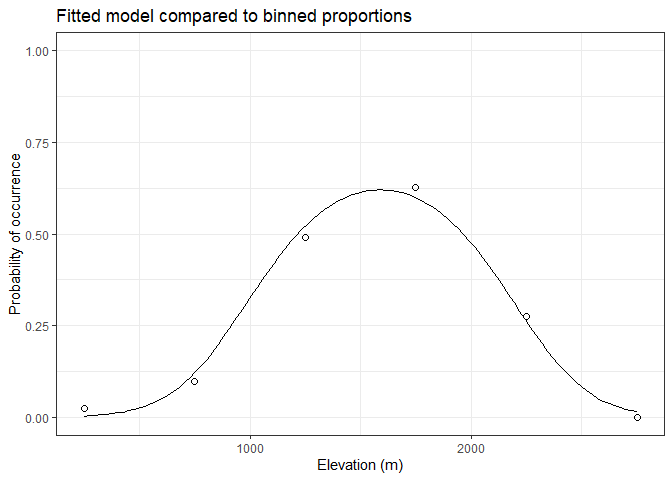 Fitted model compared to binned proportions
1.00
0.75
0.50
0.25
0.00
Probability of occurrence
1000 2000
Elevation (m)